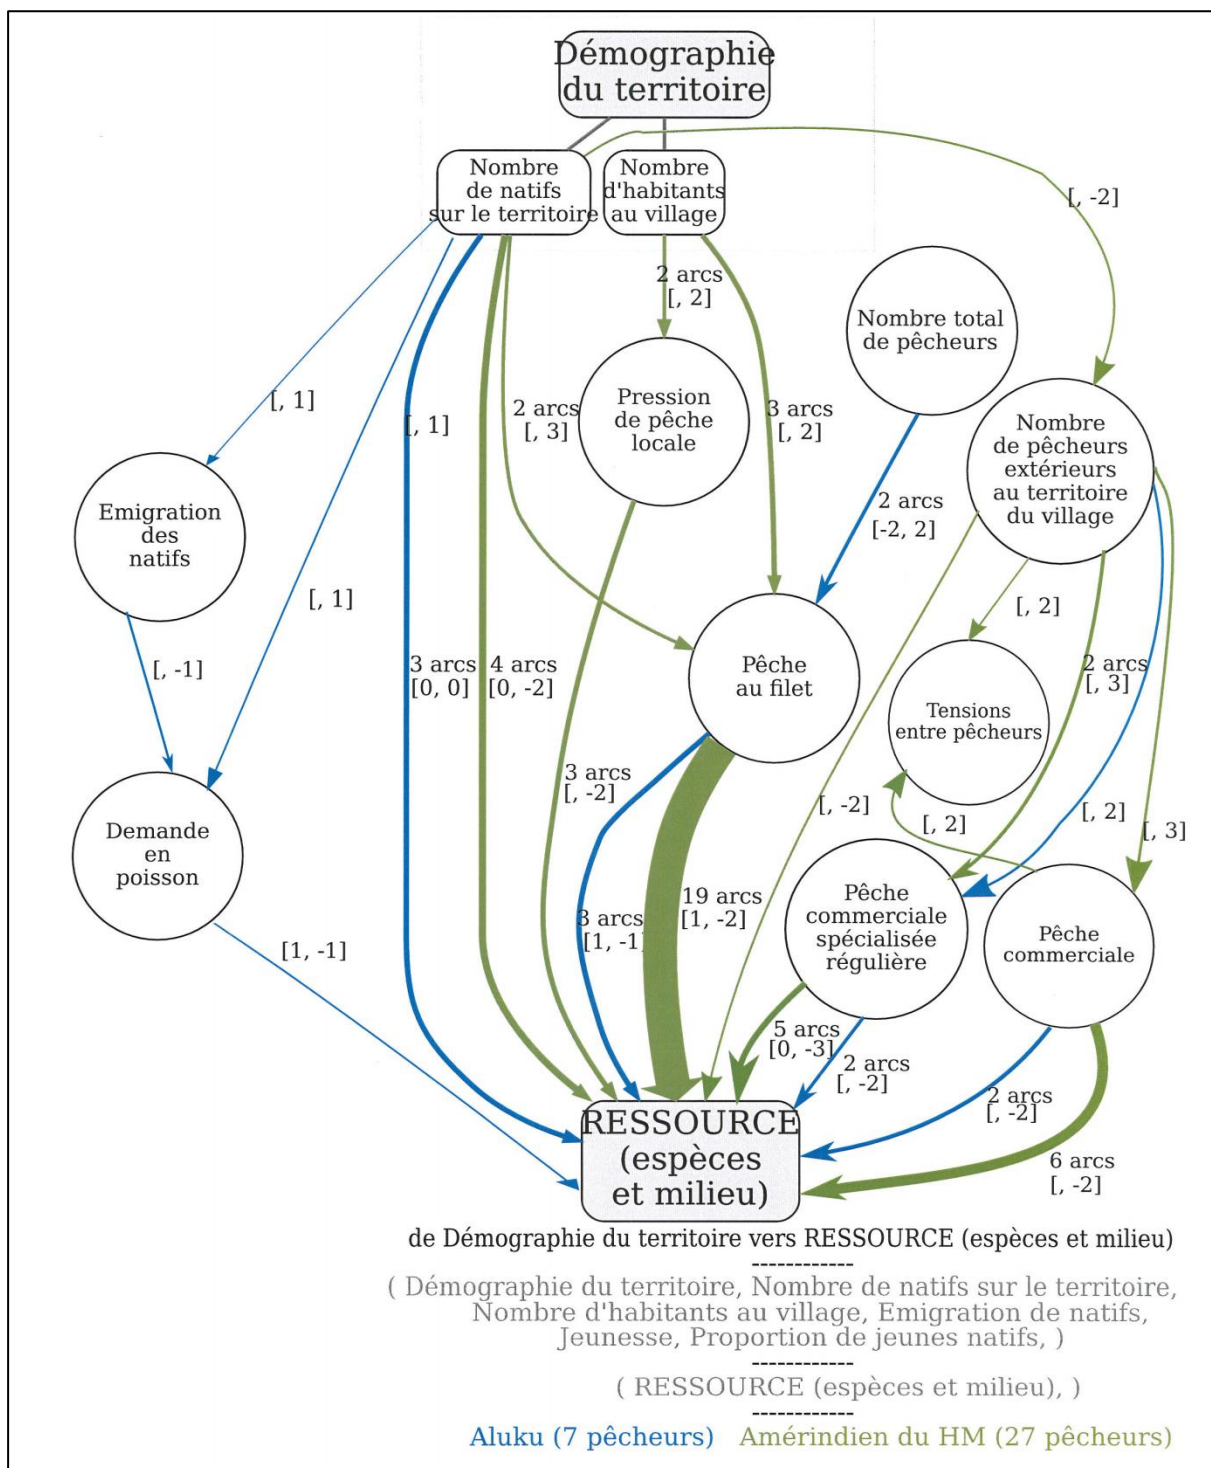 Démographie
du territoire
Nombre
de natifs
sur le territoire
Nombre
d'habitants
au village
[, -2]
2 arcs
[, 2]
Nombre total
de pêcheurs
[, 1]
[, 1]
2 arcs
[, 3]
Pression
de pêche
locale
3 arcs
[, 2]
Nombre
de pêcheurs
extérieurs
au territoire
du village
Emigration
des
natifs
2 arcs
[-2, 2]
[, 1]
[, 2]
[, -1]
3 arcs
[0, 0]
4 arcs
[0, -2]
Pêche
au filet
2 arcs
[, 3]
Tensions
entre pêcheurs
3 arcs
[, -2]
[, -2]
[, 2]
[, 2]
[, 3]
Demande
en
poisson
19 arcs
[1, -2]
Pêche
commerciale
spécialisée
régulière
Pêche
commerciale
[1, -1]
3 arcs
[1, -1]
5 arcs
[0, -3]
2 arcs
[, -2]
2 arcs
[, -2]
RESSOURCE
(espèces
et milieu)
6 arcs
[, -2]
de Démographie du territoire vers RESSOURCE (espèces et milieu)
------------
( Démographie du territoire, Nombre de natifs sur le territoire,
Nombre d'habitants au village, Emigration de natifs,
Jeunesse, Proportion de jeunes natifs, )
------------
( RESSOURCE (espèces et milieu), )
------------
Aluku (7 pêcheurs) Amérindien du HM (27 pêcheurs)